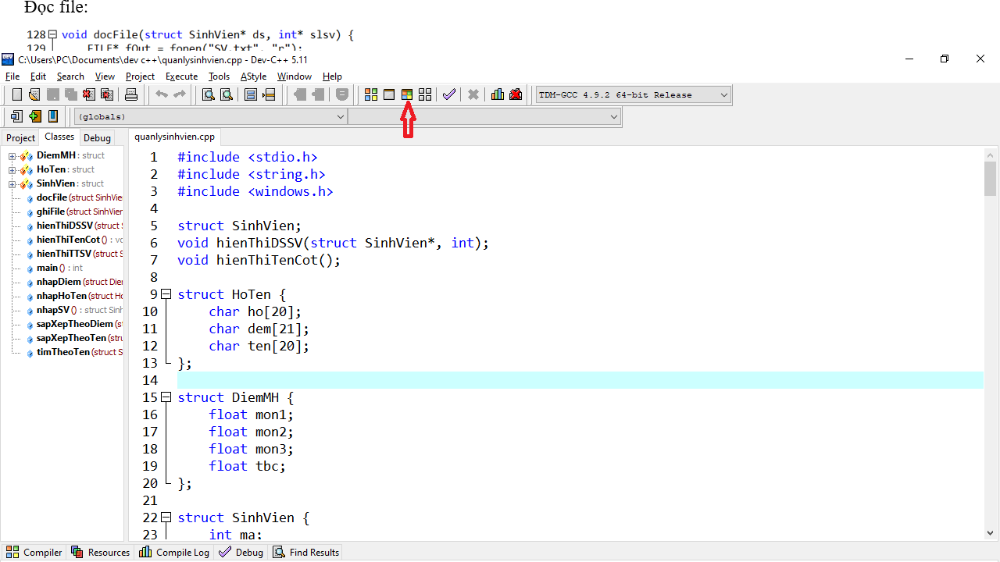 Đọc file:
128 void docFile(struct SinhVien* ds, int* slsv) {
129 FILE* fOut = fopen("SV.txt", "r");
C:\Users\PC\Documents\dev c++\quanlysinhvien.cpp - Dev-C++ 5.11
File Edit Search View Project Execute Tools AStyle Window Help
TDM-GCC 4.9.2 64-bit Release
(globals)
Project Classes Debug
quanlysinhvien.cpp
DiemMH : struct
HoTen : struct
SinhVien : struct
docFile (struct SinhVie
ghiFile (struct SinhVien
hienThiDSSV (struct
hienThiTenCot () : vo
hienThiTTSV (struct S
main () : int
nhapDiem (struct Die
nhapHoTen (struct Ho
nhapSV () : struct Sinh
sapXepTheoDiem (st
sapXepTheoTen (stru
timTheoTen (struct S
1 #include <stdio.h>
2 #include <string.h>
3 #include <windows.h>
4
5 struct SinhVien;
6 void hienThiDSSV(struct SinhVien*, int);
7 void hienThiTenCot();
8
9 struct HoTen {
10 char ho[20];
11 char dem[21];
12 char ten[20];
13 };
14
15 struct DiemMH {
16 float mon1;
17 float mon2;
18 float mon3;
19 float tbc;
20 };
21
22 struct SinhVien {
23 int ma;
Compiler Resources Compile Log Debug Find Results